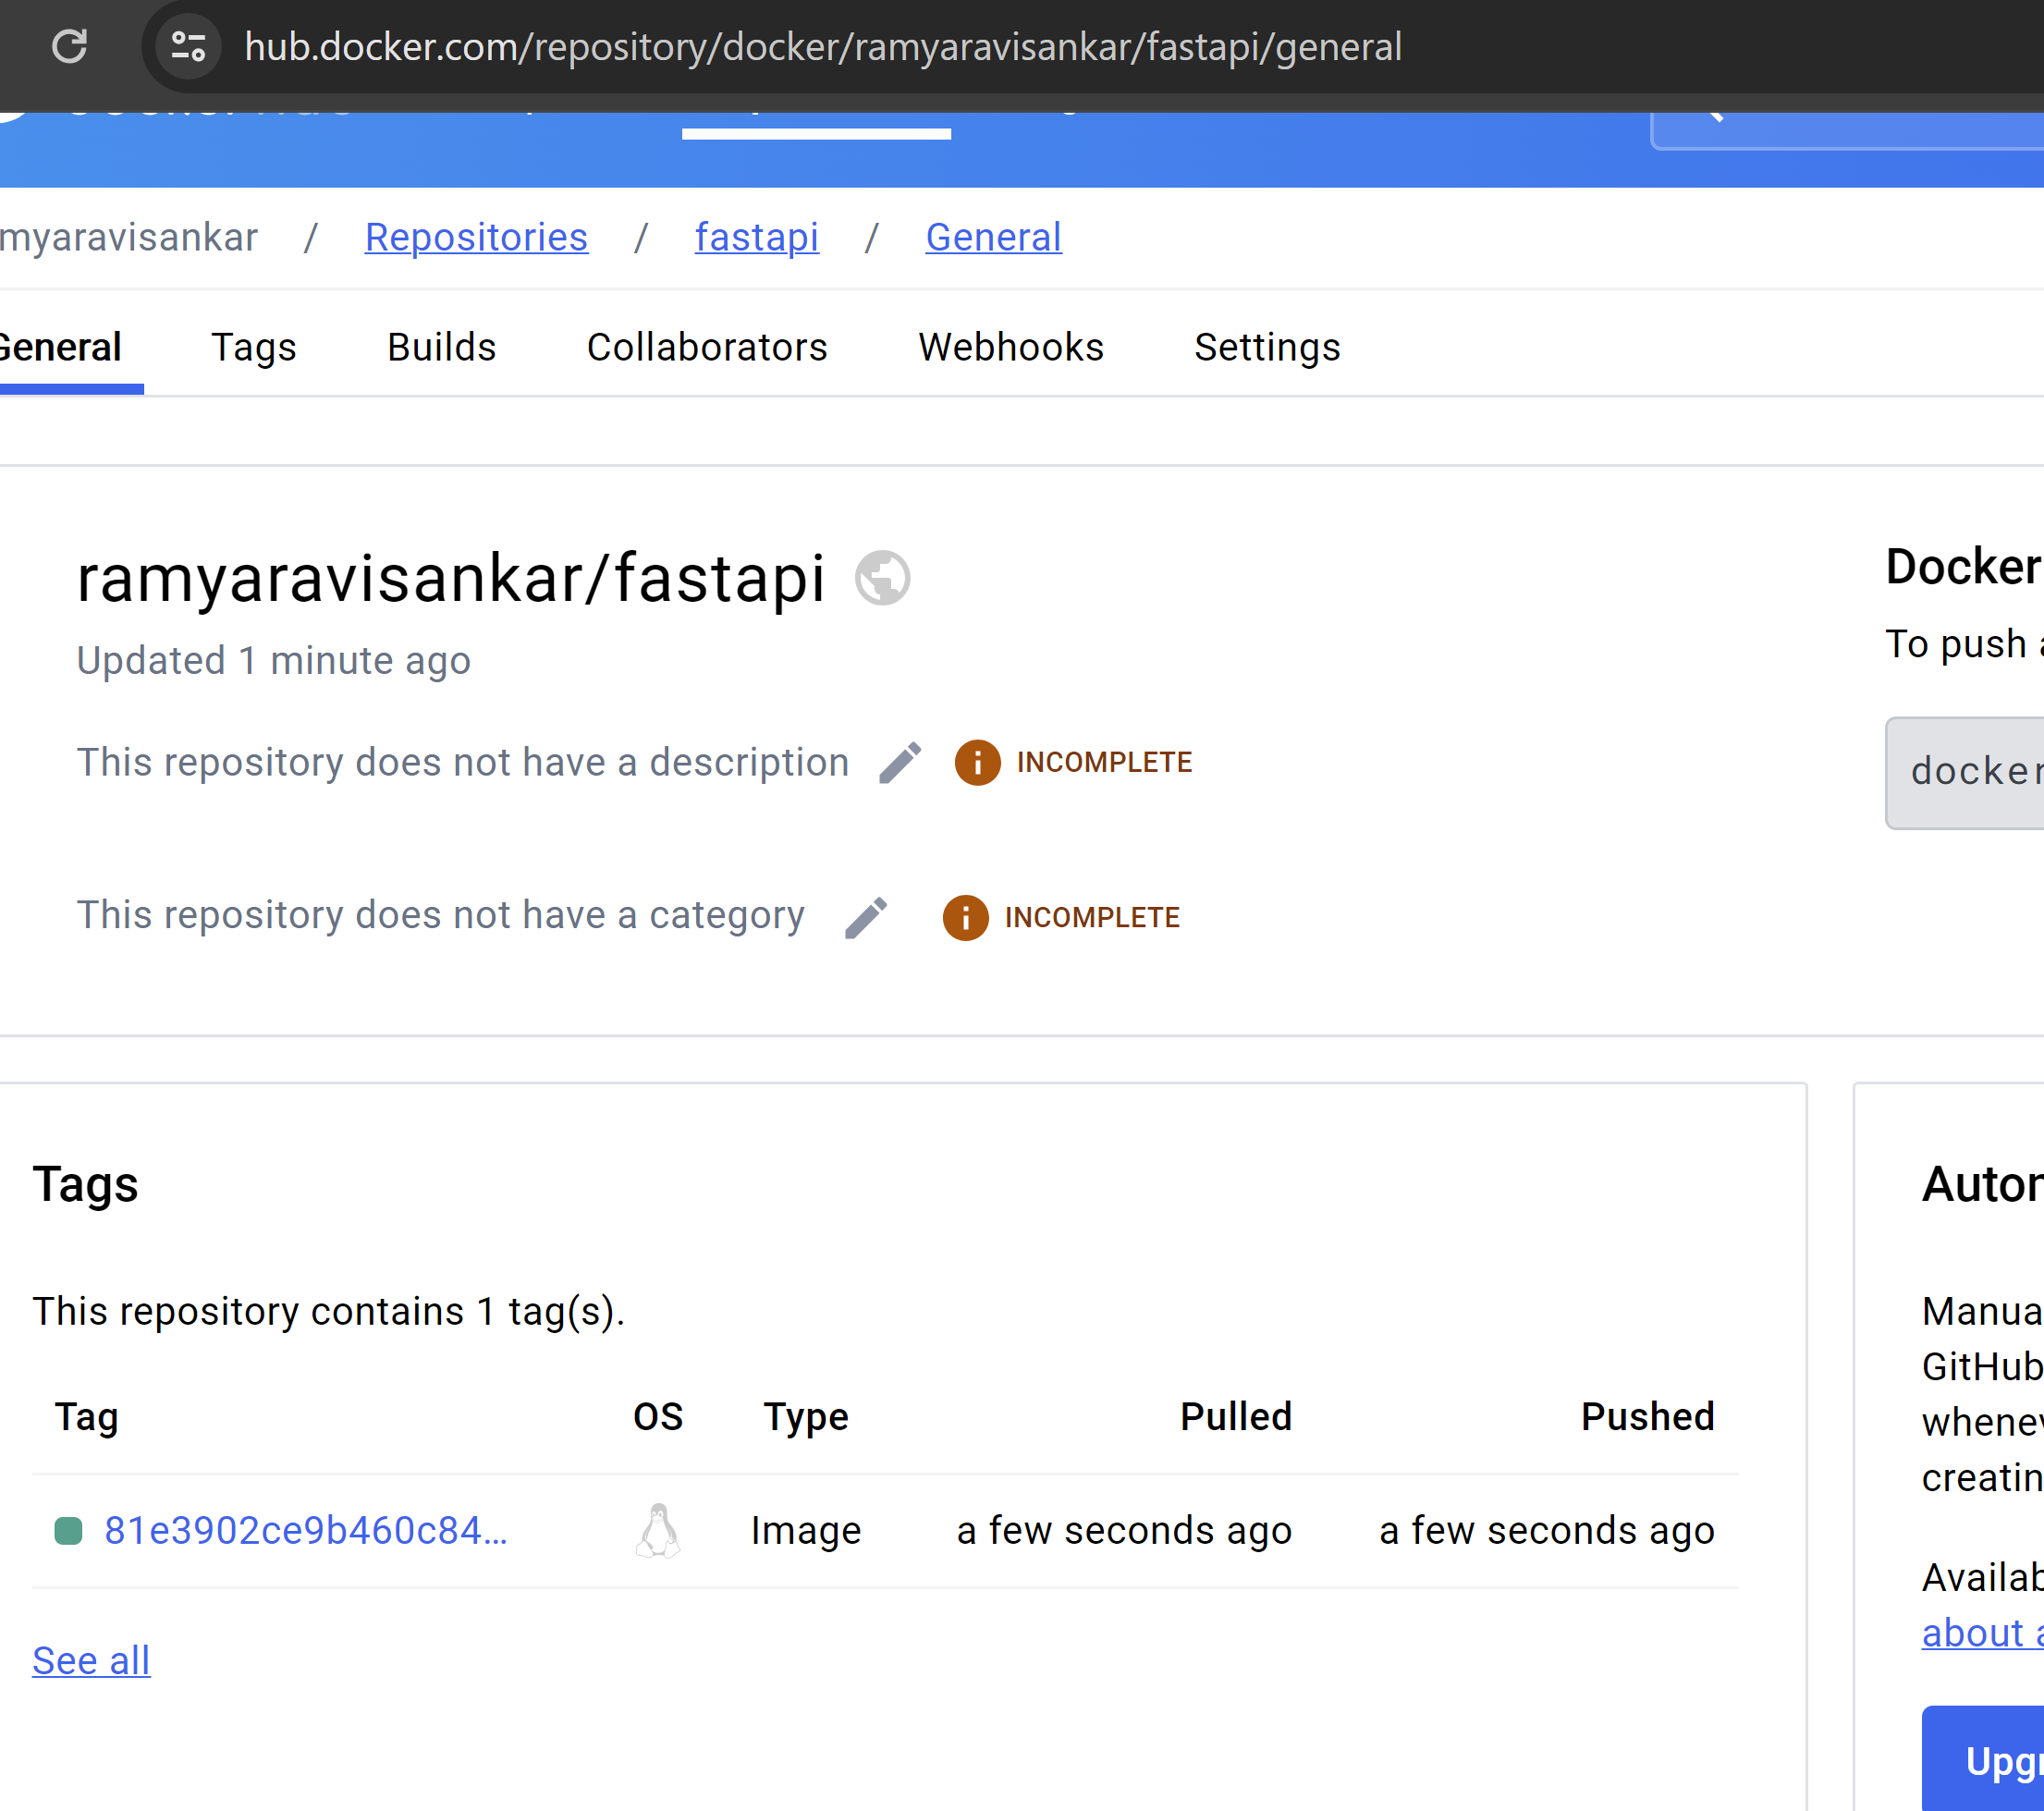 hub.docker.com/repository/docker/ramyaravisankar/fastapi/general
myaravisankar / Repositories / fastapi / General
General Tags Builds Collaborators Webhooks Settings
ramyaravisankar/fastapi
Updated 1 minute ago
This repository does not have a description INCOMPLETE
This repository does not have a category INCOMPLETE
Docker
To push
docker
Tags
This repository contains 1 tag(s).
Tag OS Type Pulled Pushed
81e3902ce9b460c84... Image a few seconds ago a few seconds ago
See all
Autom
Manua
GitHub
whenev
creatin
Availab
about a
Upgr